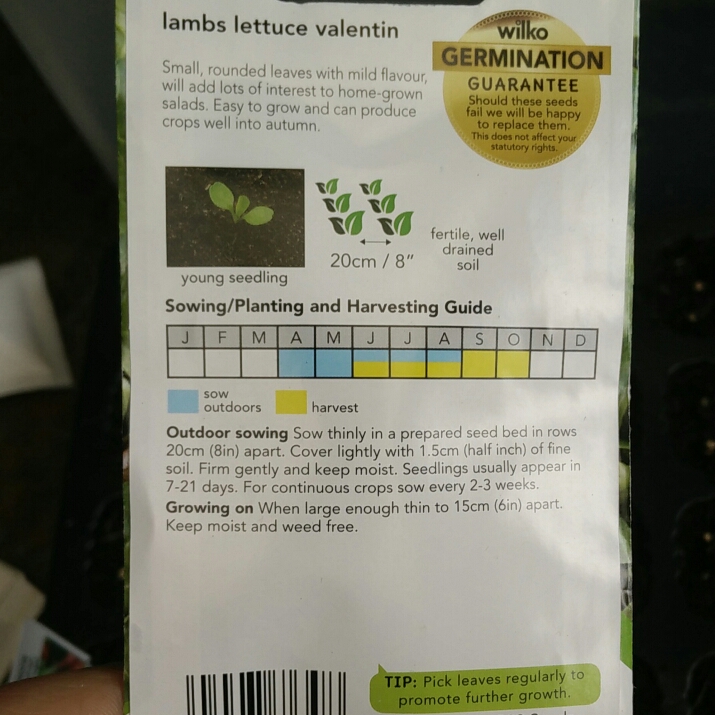 lambs lettuce valentin
Small, rounded leaves with mild flavour,
will add lots of interest to home-grown
salads. Easy to grow and can produce
crops well into autumn.
wilko
GERMINATION
GUARANTEE
Should these seeds
fail we will be happy
to replace them.
This does not affect your
statutory rights.
young seedling
20cm / 8"
fertile, well
drained
soil
Sowing/Planting and Harvesting Guide
J F M A M J J A S O N D
sow
outdoors
harvest
Outdoor sowing Sow thinly in a prepared seed bed in rows
20cm (8in) apart. Cover lightly with 1.5cm (half inch) of fine
soil. Firm gently and keep moist. Seedlings usually appear in
7-21 days. For continuous crops sow every 2-3 weeks.
Growing on When large enough thin to 15cm (6in) apart.
Keep moist and weed free.
TIP: Pick leaves regularly to
promote further growth.